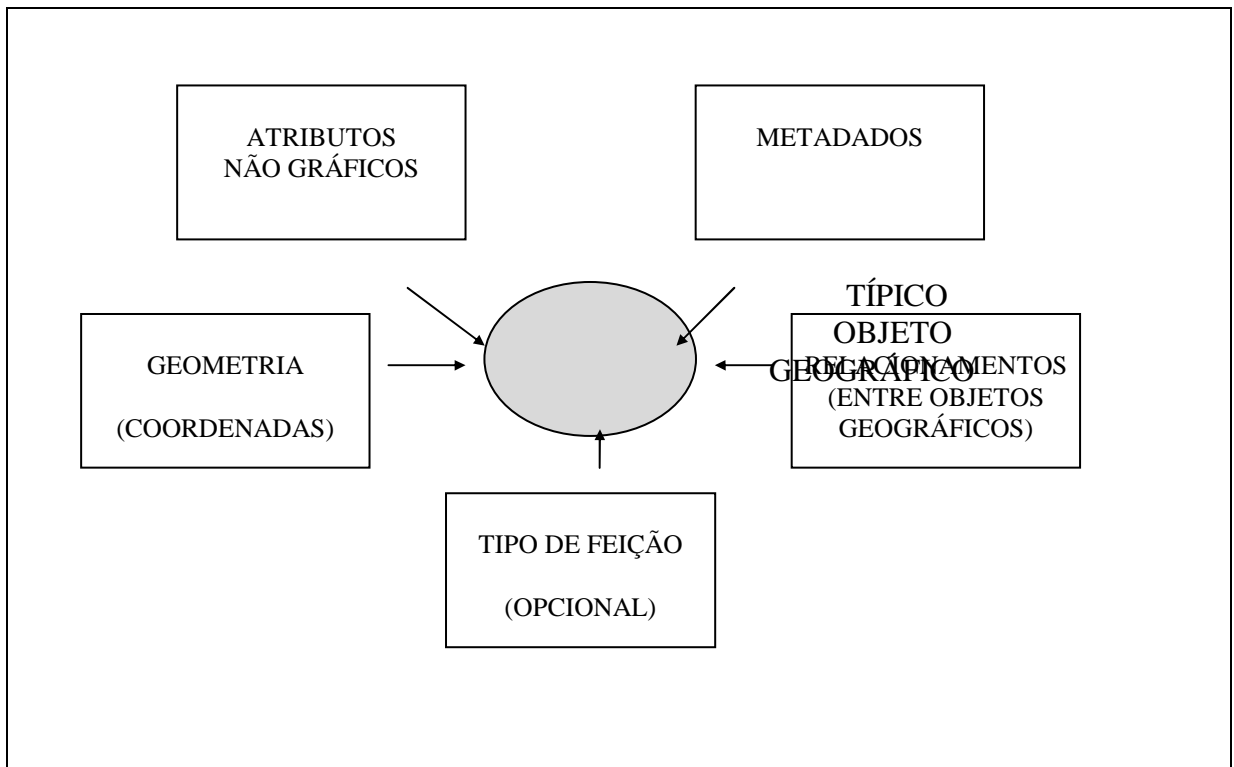 ATRIBUTOS
NÃO GRÁFICOS
METADADOS
TÍPICO
OBJETO
GEOGRÁFICO
GEOMETRIA
(COORDENADAS)
RELACIONAMENTOS
(ENTRE OBJETOS
GEOGRÁFICOS)
TIPO DE FEIÇÃO
(OPCIONAL)